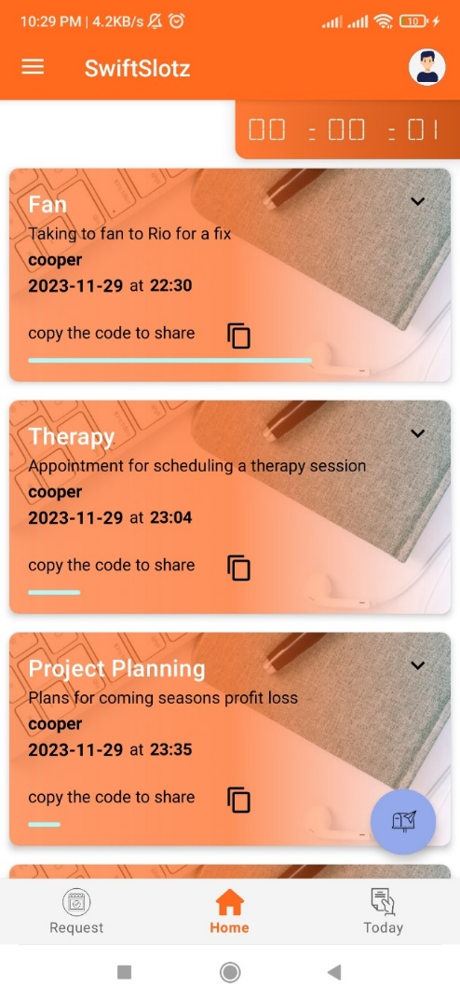 10:29 PM | 4.2KB/s 10
SwiftSlotz
00 : 00 : 01
Fan
Taking to fan to Rio for a fix
cooper
2023-11-29 at 22:30
copy the code to share
Therapy
Appointment for scheduling a therapy session
cooper
2023-11-29 at 23:04
copy the code to share
Project Planning
Plans for coming seasons profit loss
cooper
2023-11-29 at 23:35
copy the code to share
Request Home Today